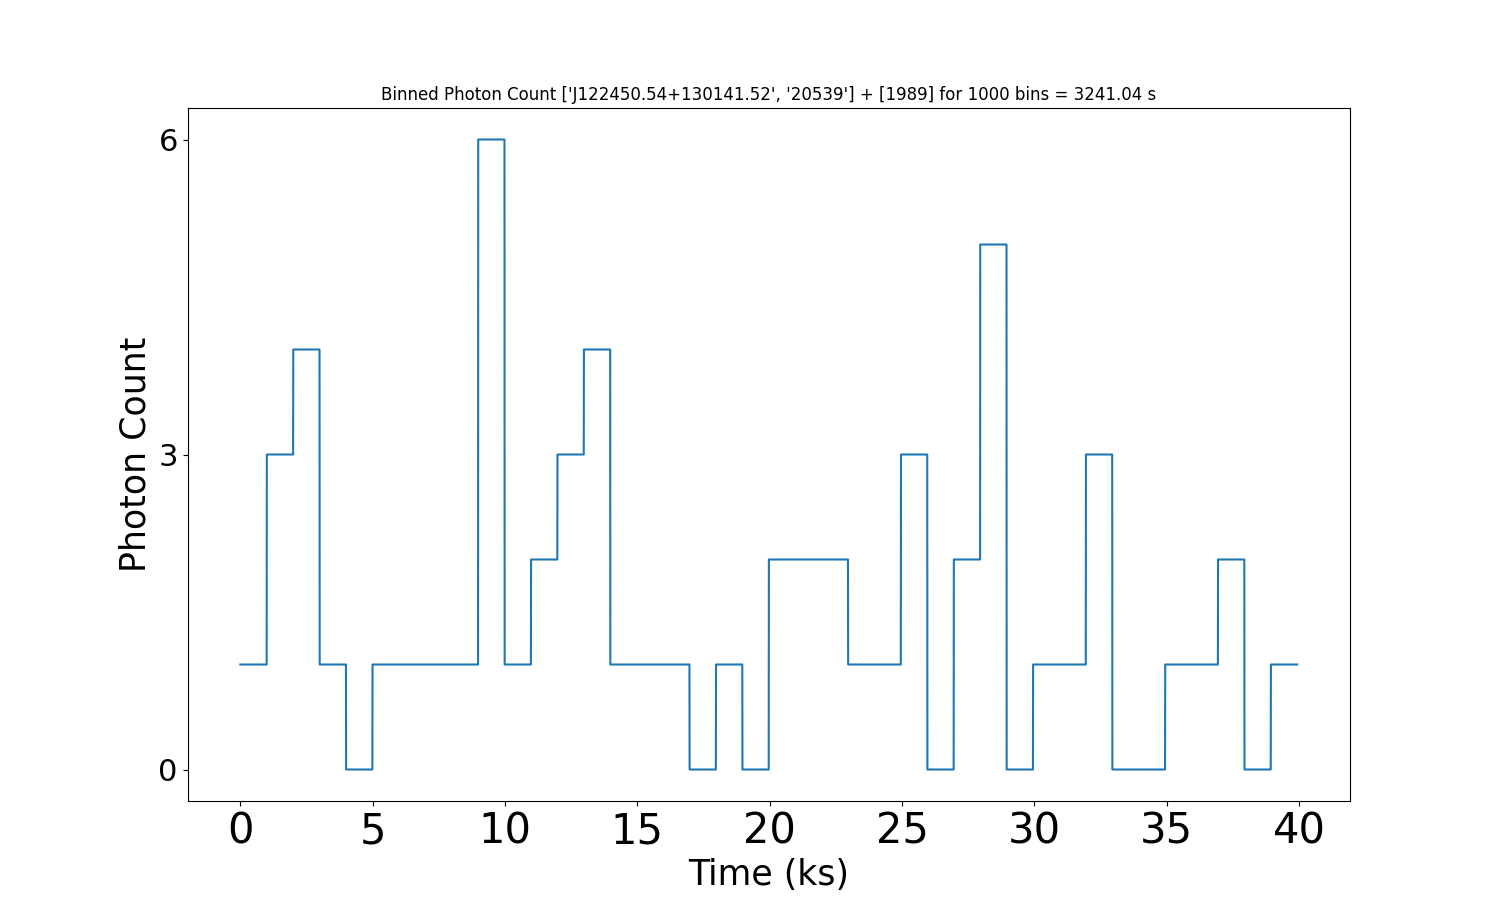 Binned Photon Count ['J122450.54+130141.52', '20539'] + [1989] for 1000 bins = 3241.04 s
6
3
0
Photon Count
0 5 10 15 20 25 30 35 40
Time (ks)